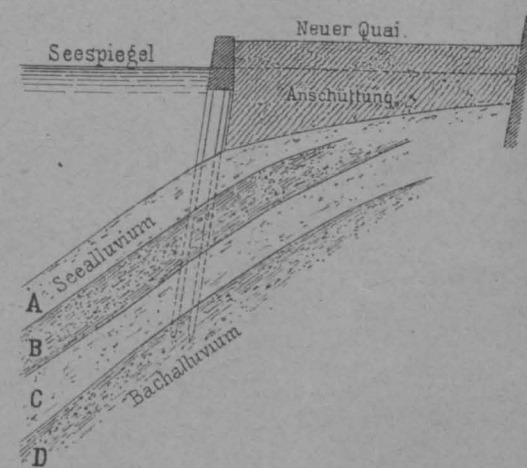 Neuer Quai.
Seespiegel
Anschüttung.
Seealluvium
A
B
Bachalluvium
C
D